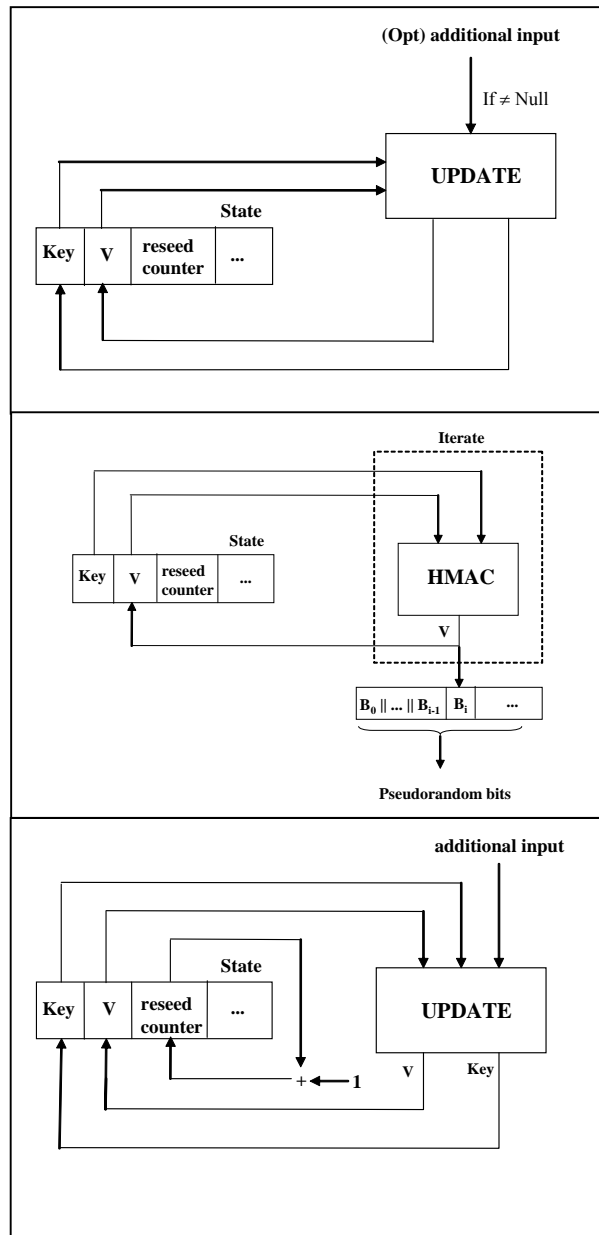 (Opt) additional input
If ≠ Null
UPDATE
State
Key V reseed counter ...
Iterate
State
Key V reseed counter ...
HMAC
V
B0 || ... || Bi-1 Bi ...
Pseudorandom bits
additional input
State
Key V reseed counter ...
UPDATE
V Key
+ 1